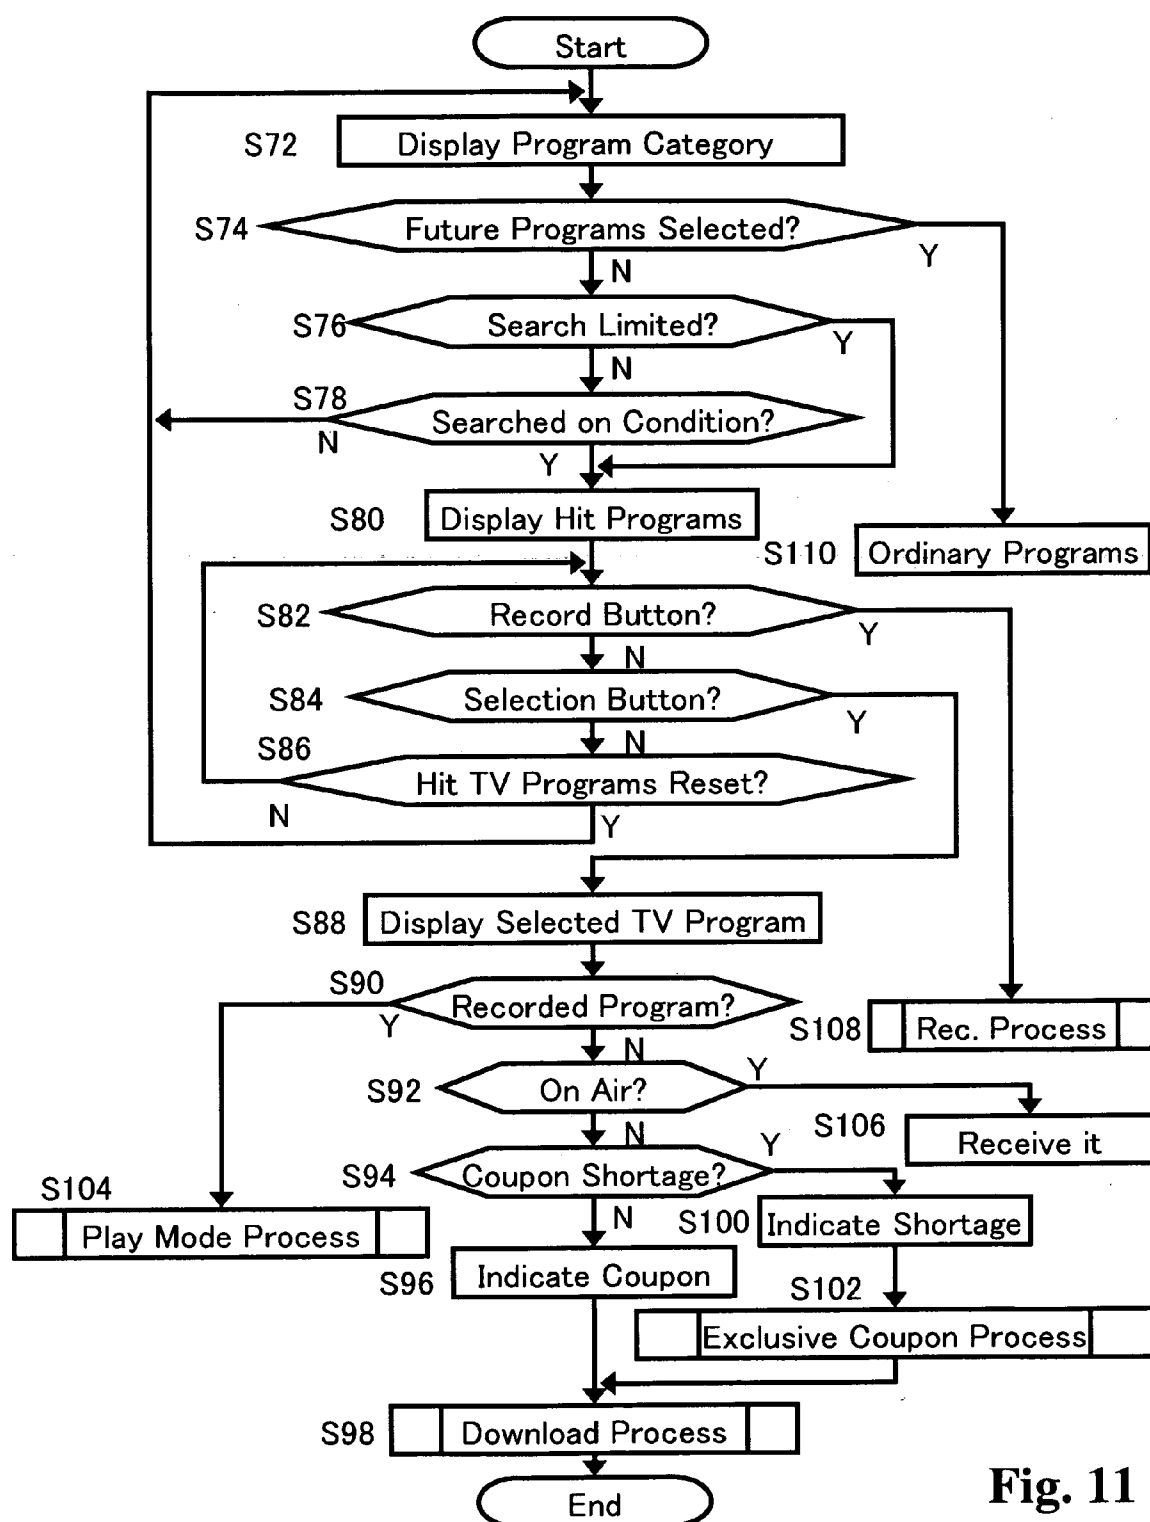 Start
S72
Display Program Category
S74
Future Programs Selected?
Y
N
S76
Search Limited?
Y
N
S78
Searched on Condition?
N
Y
S80
Display Hit Programs
S110
Ordinary Programs
S82
Record Button?
Y
N
S84
Selection Button?
Y
N
S86
Hit TV Programs Reset?
N
Y
S88
Display Selected TV Program
S90
Recorded Program?
Y
N
S108
Rec. Process
S92
On Air?
Y
N
S106
Receive it
S94
Coupon Shortage?
Y
N
S104
Play Mode Process
S100
Indicate Shortage
S96
Indicate Coupon
S102
Exclusive Coupon Process
S98
Download Process
End
Fig. 11